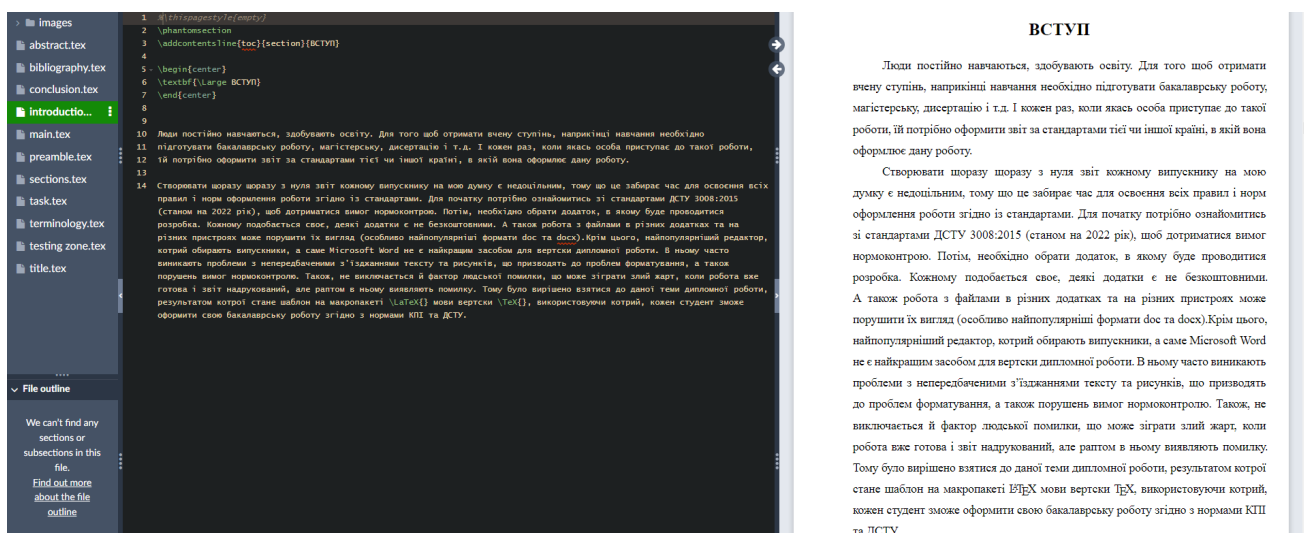 images
abstract.tex
bibliography.tex
conclusion.tex
introductio...
main.tex
preamble.tex
sections.tex
task.tex
terminology.tex
testing zone.tex
title.tex
File outline
We can't find any
sections or
subsections in this
file.
Find out more
about the file
outline
1 %\thispagestyle{empty}
2 \phantomsection
3 \addcontentsline{toc}{section}{ВСТУП}
4
5 \begin{center}
6 \textbf{\Large ВСТУП}
7 \end{center}
8
9
10 Люди постійно навчаються, здобувають освіту. Для того щоб отримати вчену ступінь, наприкінці навчання необхідно
11 підготувати бакалаврську роботу, магістерську, дисертацію і т.д. І кожен раз, коли якась особа приступає до такої роботи,
12 їй потрібно оформити звіт за стандартами тієї чи іншої країні, в якій вона оформлює дану роботу.
13
14 Створювати щоразу щоразу з нуля звіт кожному випускнику на мою думку є недоцільним, тому що це забирає час для освоєння всіх
правил і норм оформлення роботи згідно із стандартами. Для початку потрібно ознайомитись зі стандартами ДСТУ 3008:2015
(станом на 2022 рік), щоб дотриматися вимог нормоконтролю. Потім, необхідно обрати додаток, в якому буде проводитися
розробка. Кожному подобається своє, деякі додатки є не безкоштовними. А також робота з файлами в різних додатках та на
різних пристроях може порушити їх вигляд (особливо найпопулярніші формати doc та docx).Крім цього, найпопулярніший редактор,
котрий обирають випускники, а саме Microsoft Word не є найкращим засобом для вертски дипломної роботи. В ньому часто
виникають проблеми з непередбаченими з'їзджаннями тексту та рисунків, що призводять до проблем форматування, а також
порушень вимог нормоконтролю. Також, не виключається й фактор людської помилки, що може зіграти злий жарт, коли робота вже
готова і звіт надрукований, але раптом в ньому виявляють помилку. Тому було вирішено взятися до даної теми дипломної роботи,
результатом котрої стане шаблон на макропакеті \LaTeX{} мови вертски \TeX{}, використовуючи котрий, кожен студент зможе
оформити свою бакалаврську роботу згідно з нормами КПІ та ДСТУ.
ВСТУП
Люди постійно навчаються, здобувають освіту. Для того щоб отримати
вчену ступінь, наприкінці навчання необхідно підготувати бакалаврську роботу,
магістерську, дисертацію і т.д. І кожен раз, коли якась особа приступає до такої
роботи, їй потрібно оформити звіт за стандартами тієї чи іншої країні, в якій вона
оформлює дану роботу.
Створювати щоразу щоразу з нуля звіт кожному випускнику на мою
думку є недоцільним, тому що це забирає час для освоєння всіх правил і норм
оформлення роботи згідно із стандартами. Для початку потрібно ознайомитись
зі стандартами ДСТУ 3008:2015 (станом на 2022 рік), щоб дотриматися вимог
нормоконтролю. Потім, необхідно обрати додаток, в якому буде проводитися
розробка. Кожному подобається своє, деякі додатки є не безкоштовними.
А також робота з файлами в різних додатках та на різних пристроях може
порушити їх вигляд (особливо найпопулярніші формати doc та docx).Крім цього,
найпопулярніший редактор, котрий обирають випускники, а саме Microsoft Word
не є найкращим засобом для вертски дипломної роботи. В ньому часто виникають
проблеми з непередбаченими з'їзджаннями тексту та рисунків, що призводять
до проблем форматування, а також порушень вимог нормоконтролю. Також, не
виключається й фактор людської помилки, що може зіграти злий жарт, коли
робота вже готова і звіт надрукований, але раптом в ньому виявляють помилку.
Тому було вирішено взятися до даної теми дипломної роботи, результатом котрої
стане шаблон на макропакеті LATEX мови вертски TEX, використовуючи котрий,
кожен студент зможе оформити свою бакалаврську роботу згідно з нормами КПІ
та ДСТУ.